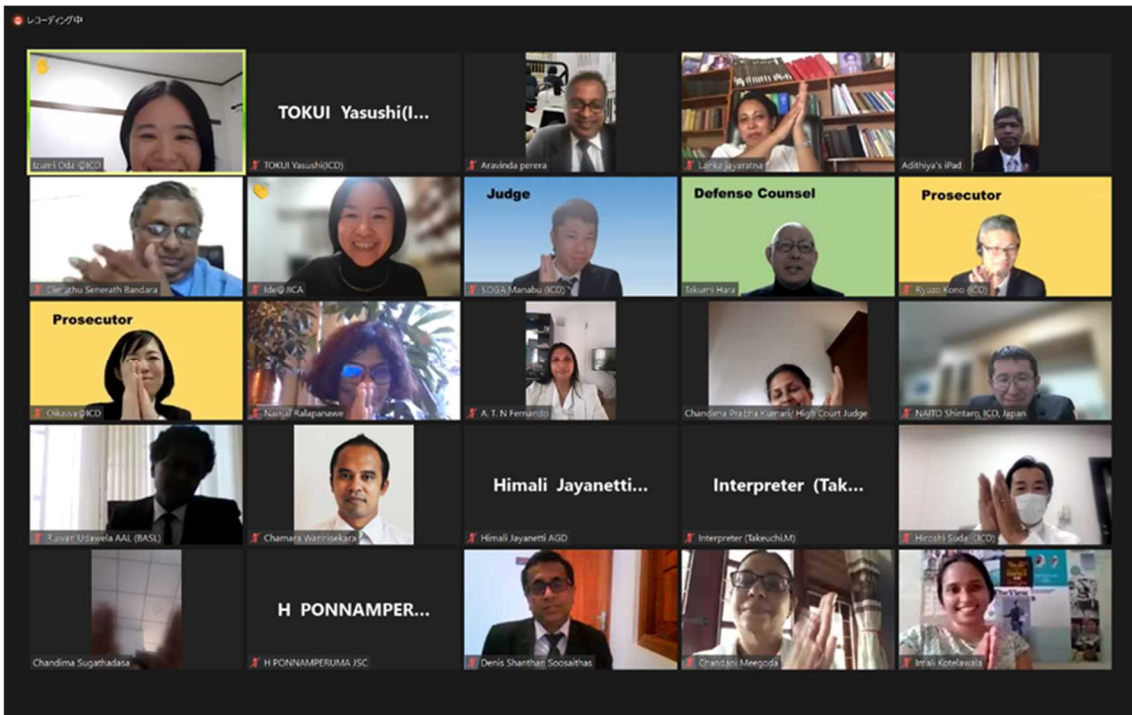 レコーディング中
Izumi Oda @ICD
TOKUI Yasushi(I...
TOKUI Yasushi(ICD)
Aravinda perera
Lanka Jayaratna
Adithiya's iPad
Senerath Bandara
Ide@JICA
Judge
SOGA Manabu (ICD)
Defense Counsel
Takumi Hara
Prosecutor
Ryuzo Kono (ICD)
Prosecutor
Oikawa@ICD
Namal Ralapanawe
A. T. N Fernando
Chandima Prabha Kumari/ High Court Judge
NAITO Shintaro, ICD, Japan
Ruwan Udawela AAL (BASL)
Chamara Wannisekara
Himali Jayanetti...
Himali Jayanetti AGD
Interpreter (Tak...
Interpreter (Takeuchi.M)
Hiroshi Suda (ICD)
Chandima Sugathadasa
H PONNAMPER...
H PONNAMPERUMA JSC
Denis Shanthan Soosaithas
Chandani Meegoda
Imali Kotelawala